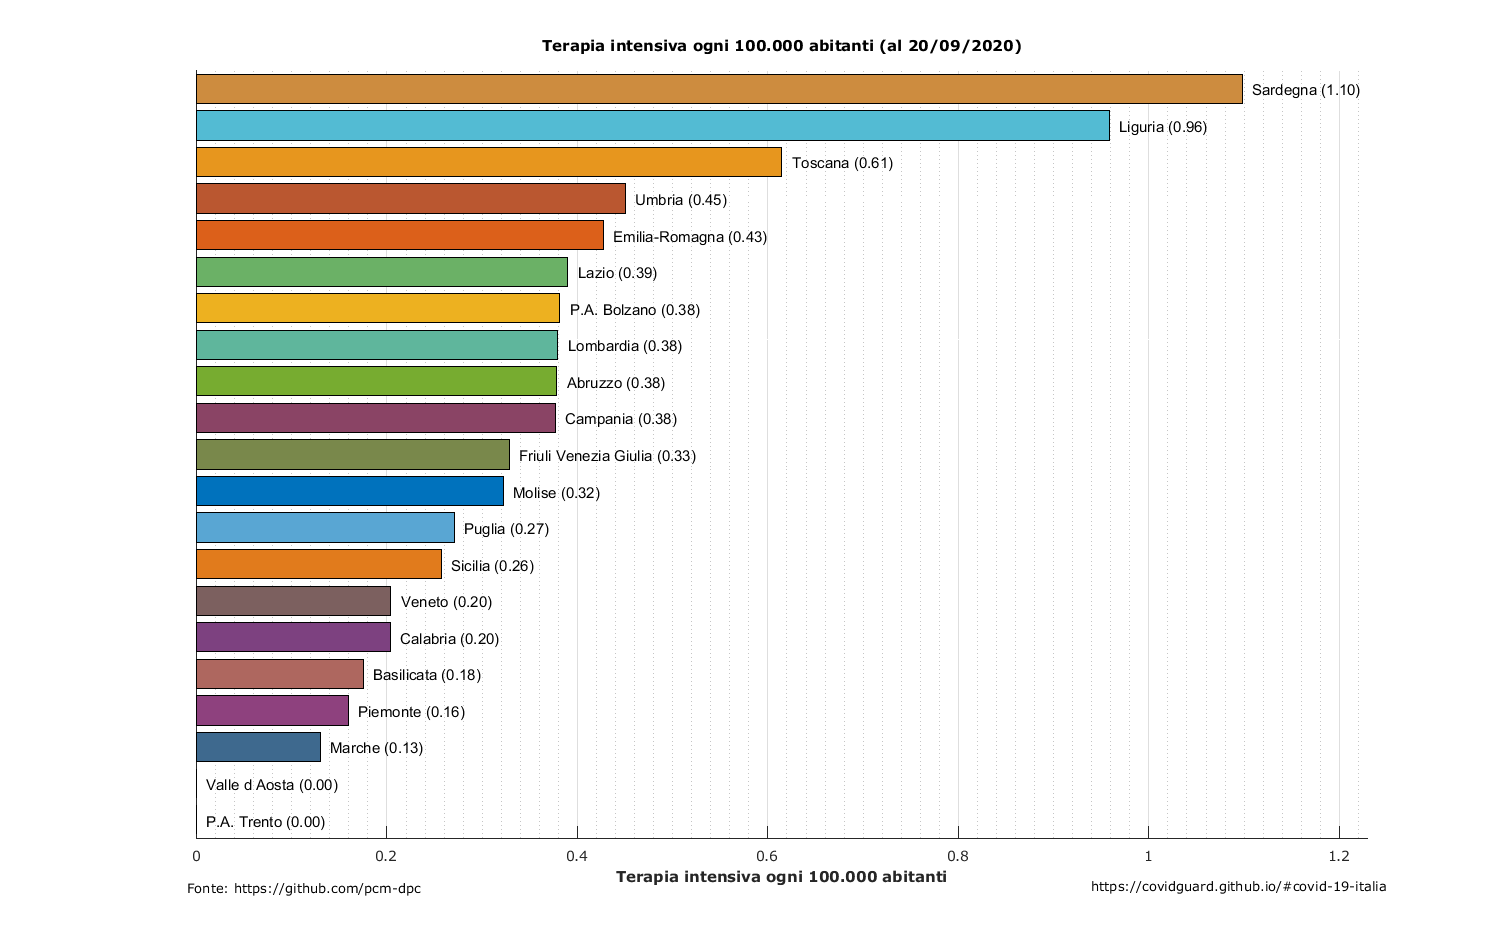 Terapia intensiva ogni 100.000 abitanti (al 20/09/2020)
Sardegna (1.10)
Liguria (0.96)
Toscana (0.61)
Umbria (0.45)
Emilia-Romagna (0.43)
Lazio (0.39)
P.A. Bolzano (0.38)
Lombardia (0.38)
Abruzzo (0.38)
Campania (0.38)
Friuli Venezia Giulia (0.33)
Molise (0.32)
Puglia (0.27)
Sicilia (0.26)
Veneto (0.20)
Calabria (0.20)
Basilicata (0.18)
Piemonte (0.16)
Marche (0.13)
Valle d Aosta (0.00)
P.A. Trento (0.00)
0 0.2 0.4 0.6 0.8 1 1.2
Terapia intensiva ogni 100.000 abitanti
Fonte: https://github.com/pcm-dpc
https://covidguard.github.io/#covid-19-italia